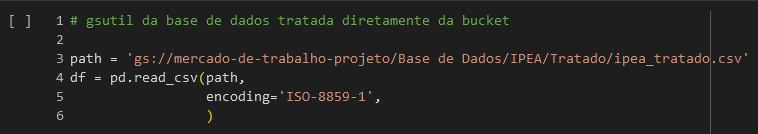 [ ] 1 # gsutil da base de dados tratada diretamente da bucket
2
3 path = 'gs://mercado-de-trabalho-projeto/Base de Dados/IPEA/Tratado/ipea_tratado.csv'
4 df = pd.read_csv(path,
5                  encoding='ISO-8859-1',
6                  )